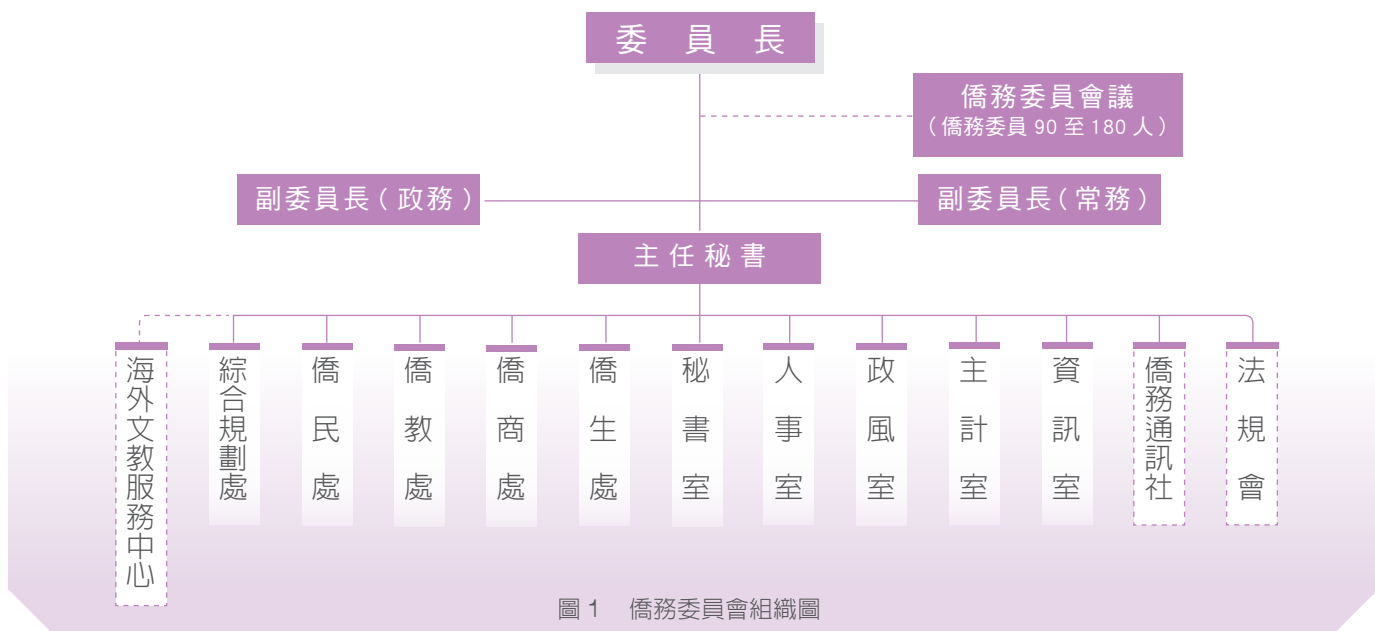 委員長
僑務委員會議
（僑務委員 90 至 180 人）
副委員長（政務）
副委員長（常務）
主任秘書
海外文教服務中心
綜合規劃處
僑民處
僑教處
僑商處
僑生處
秘書室
人事室
政風室
主計室
資訊室
僑務通訊社
法規會
圖 1　僑務委員會組織圖